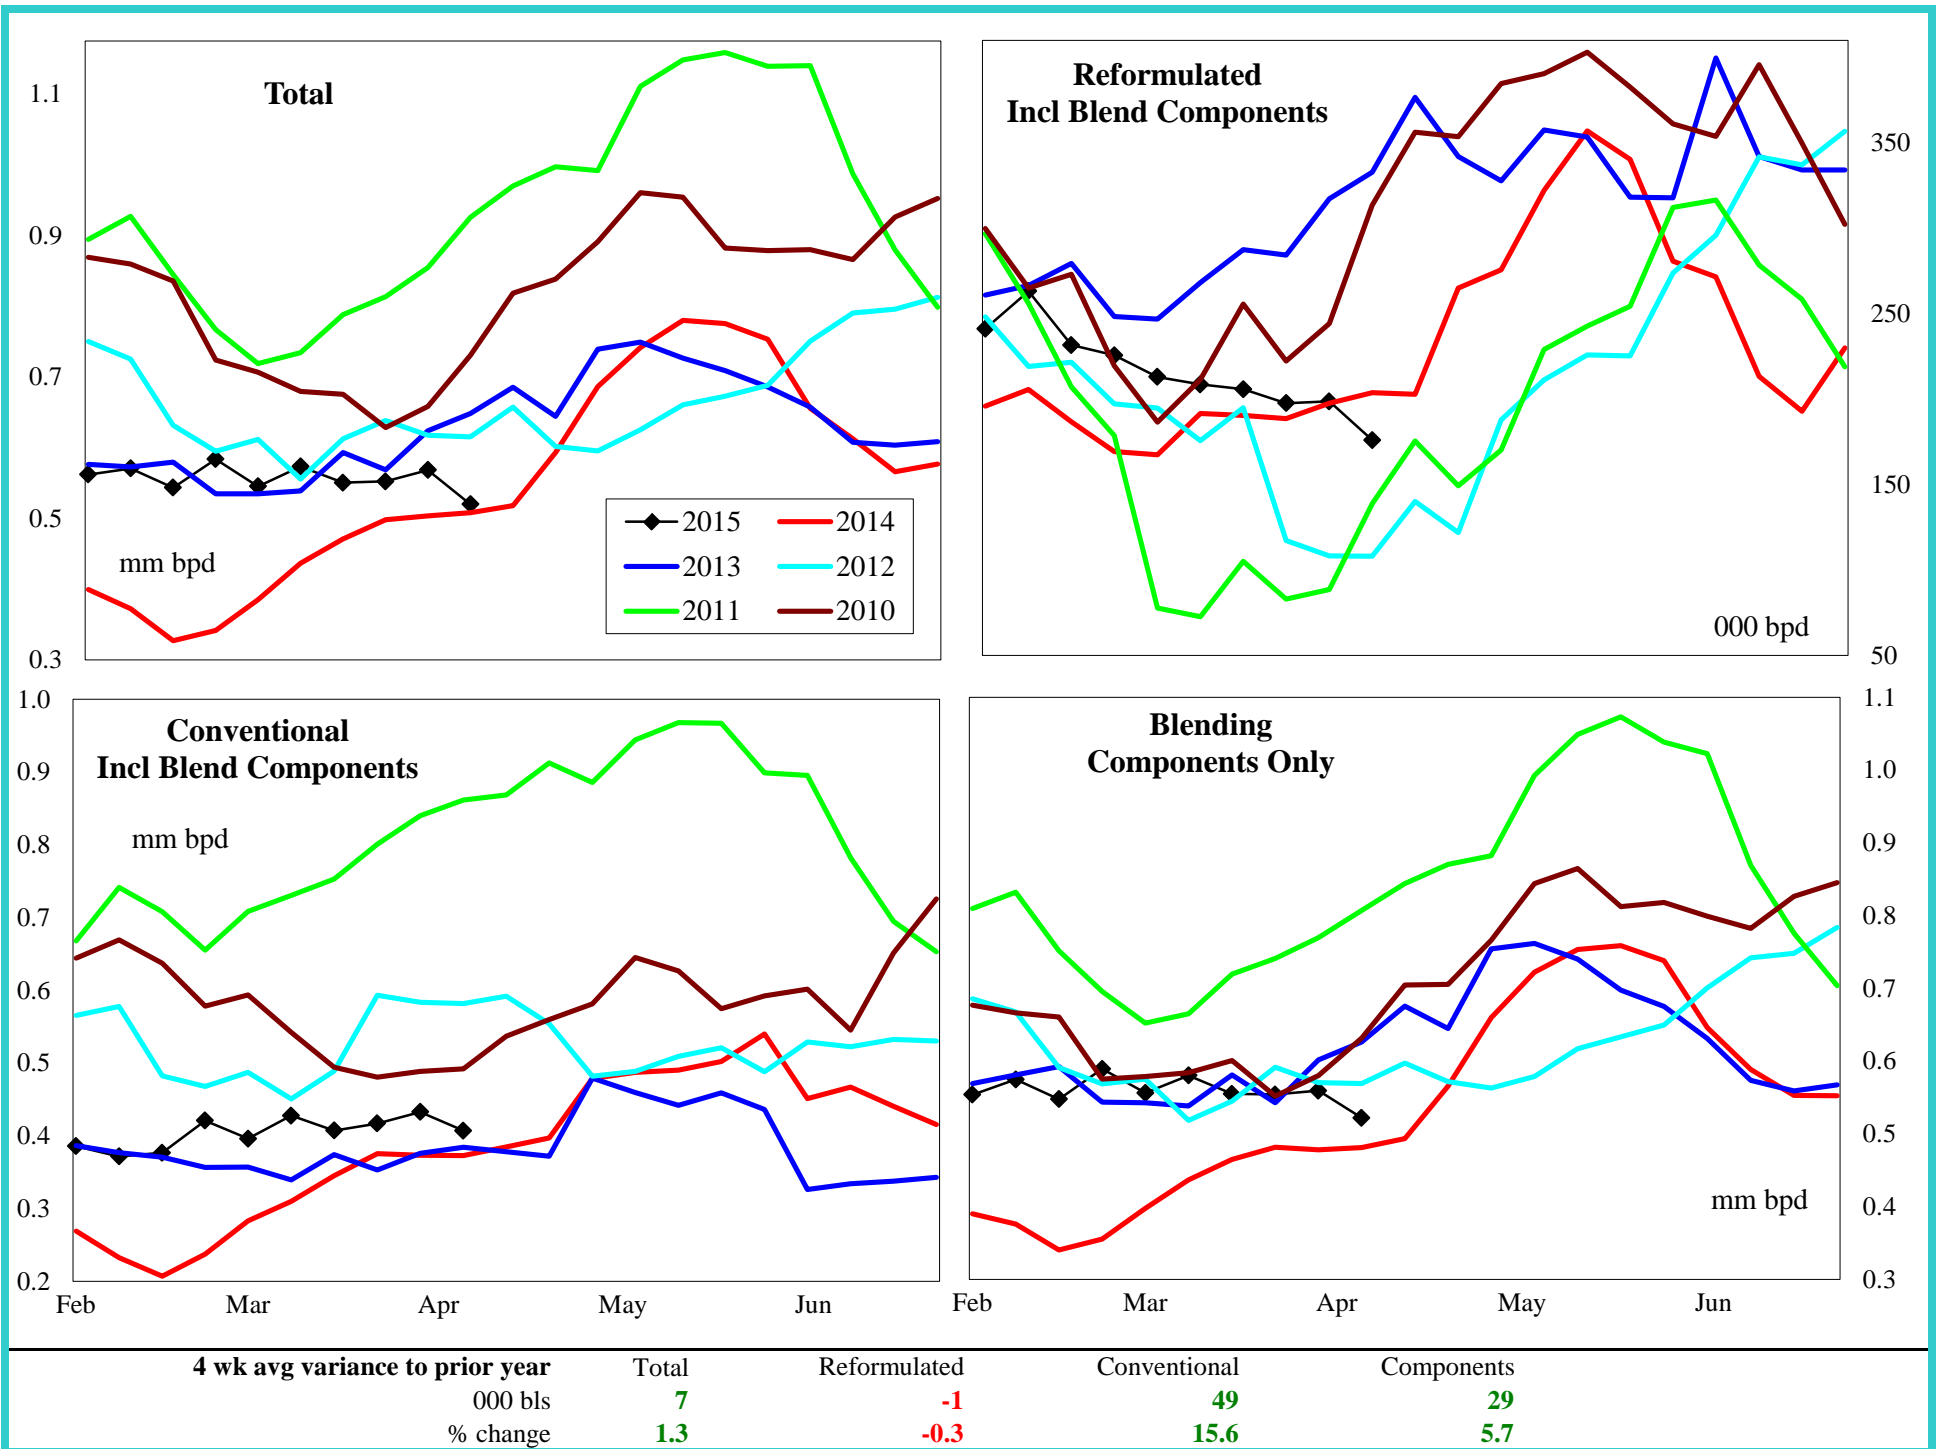 Total
1.1
0.9
0.7
0.5
0.3
mm bpd
2015 2014
2013 2012
2011 2010
Reformulated
Incl Blend Components
350
250
150
50
000 bpd
Conventional
Incl Blend Components
mm bpd
1.0
0.9
0.8
0.7
0.6
0.5
0.4
0.3
0.2
Feb Mar Apr May Jun
Blending
Components Only
1.1
1.0
0.9
0.8
0.7
0.6
0.5
0.4
0.3
mm bpd
Feb Mar Apr May Jun
4 wk avg variance to prior year Total Reformulated Conventional Components
000 bls 7 -1 49 29
% change 1.3 -0.3 15.6 5.7